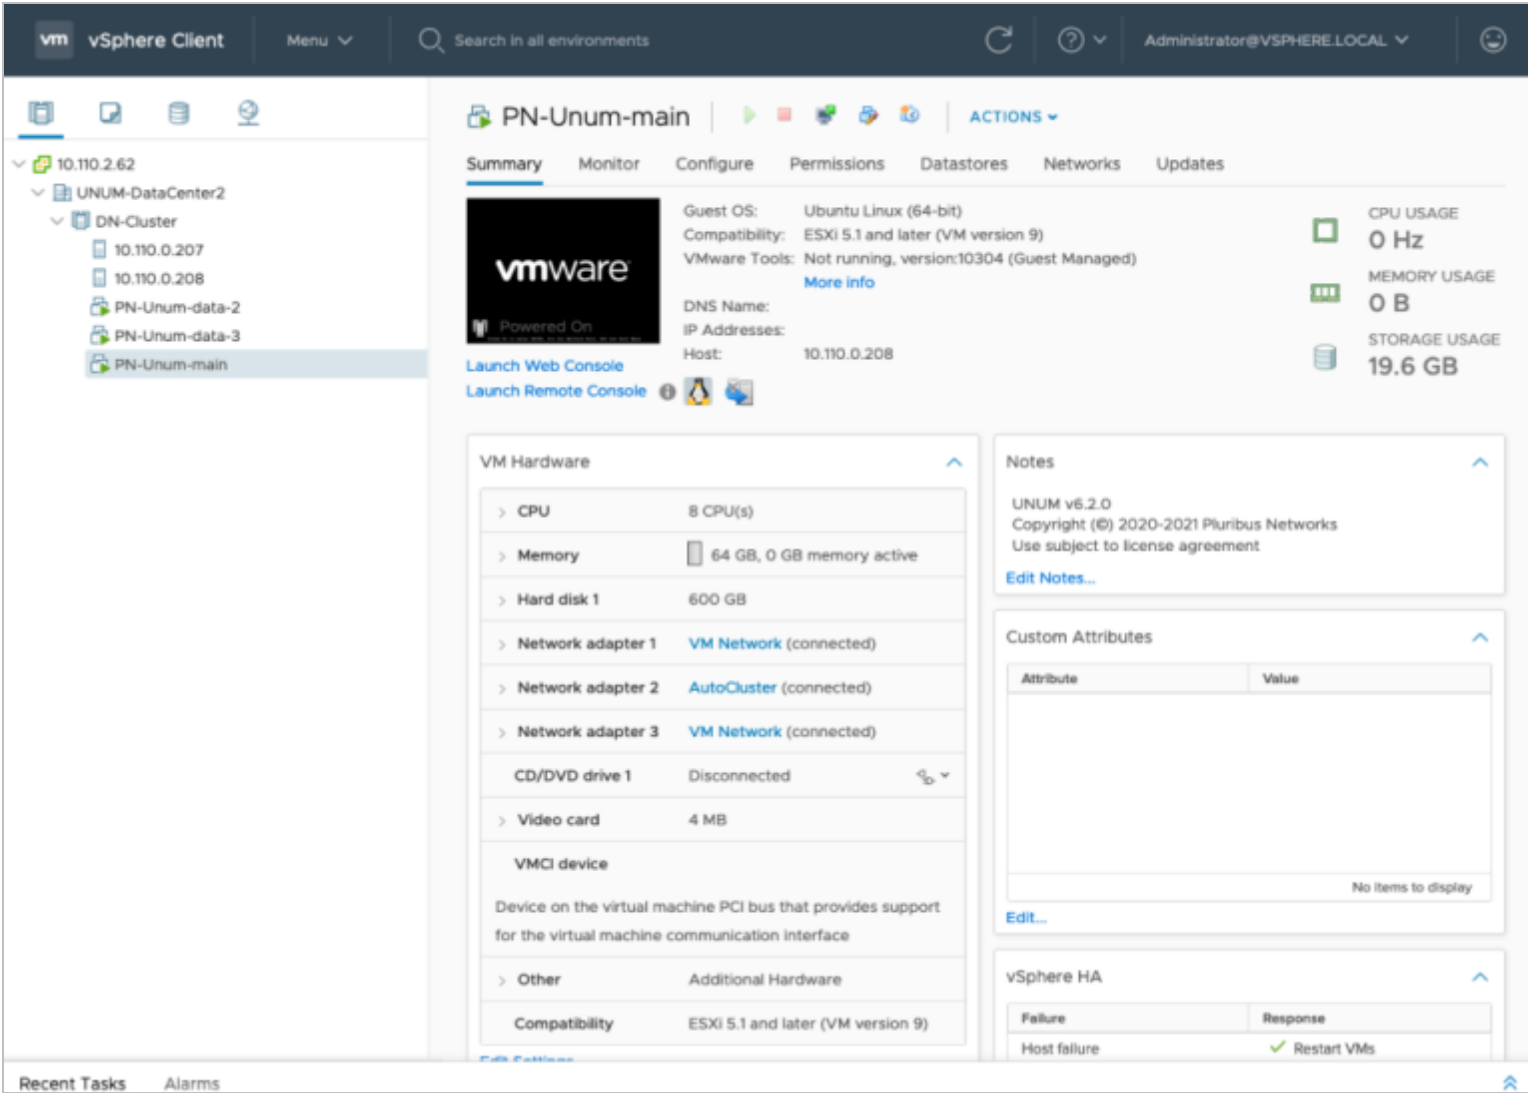 vm vSphere Client Menu Search in all environments Administrator@VSPHERE.LOCAL
10.110.2.62
UNUM-DataCenter2
DN-Cluster
10.110.0.207
10.110.0.208
PN-Unum-data-2
PN-Unum-data-3
PN-Unum-main
PN-Unum-main ACTIONS
Summary Monitor Configure Permissions Datastores Networks Updates
vmware
Powered On
Launch Web Console
Launch Remote Console
Guest OS: Ubuntu Linux (64-bit)
Compatibility: ESXi 5.1 and later (VM version 9)
VMware Tools: Not running, version:10304 (Guest Managed)
More info
DNS Name:
IP Addresses:
Host: 10.110.0.208
CPU USAGE
0 Hz
MEMORY USAGE
0 B
STORAGE USAGE
19.6 GB
VM Hardware
CPU 8 CPU(s)
Memory 64 GB, 0 GB memory active
Hard disk 1 600 GB
Network adapter 1 VM Network (connected)
Network adapter 2 AutoCluster (connected)
Network adapter 3 VM Network (connected)
CD/DVD drive 1 Disconnected
Video card 4 MB
VMCI device
Device on the virtual machine PCI bus that provides support
for the virtual machine communication interface
Other Additional Hardware
Compatibility ESXi 5.1 and later (VM version 9)
Edit Settings
Notes
UNUM v6.2.0
Copyright (©) 2020-2021 Pluribus Networks
Use subject to license agreement
Edit Notes...
Custom Attributes
Attribute Value
No items to display
Edit...
vSphere HA
Failure Response
Host failure Restart VMs
Recent Tasks Alarms